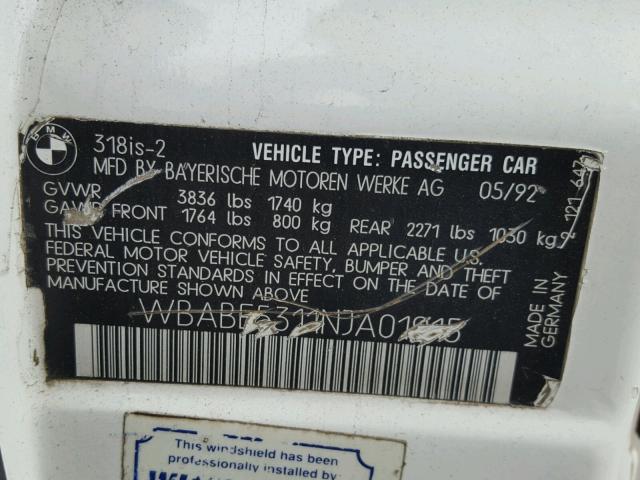 BMW
318is-2
VEHICLE TYPE: PASSENGER CAR
MFD BY BAYERISCHE MOTOREN WERKE AG 05/92
GVWR 3836 lbs 1740 kg
GAWR FRONT 1764 lbs 800 kg REAR 2271 lbs 1030 kg
THIS VEHICLE CONFORMS TO ALL APPLICABLE U.S.
FEDERAL MOTOR VEHICLE SAFETY, BUMPER AND THEFT
PREVENTION STANDARDS IN EFFECT ON THE DATE OF
MANUFACTURE SHOWN ABOVE
MADE IN
GERMANY
This windshield has been
professionally installed by